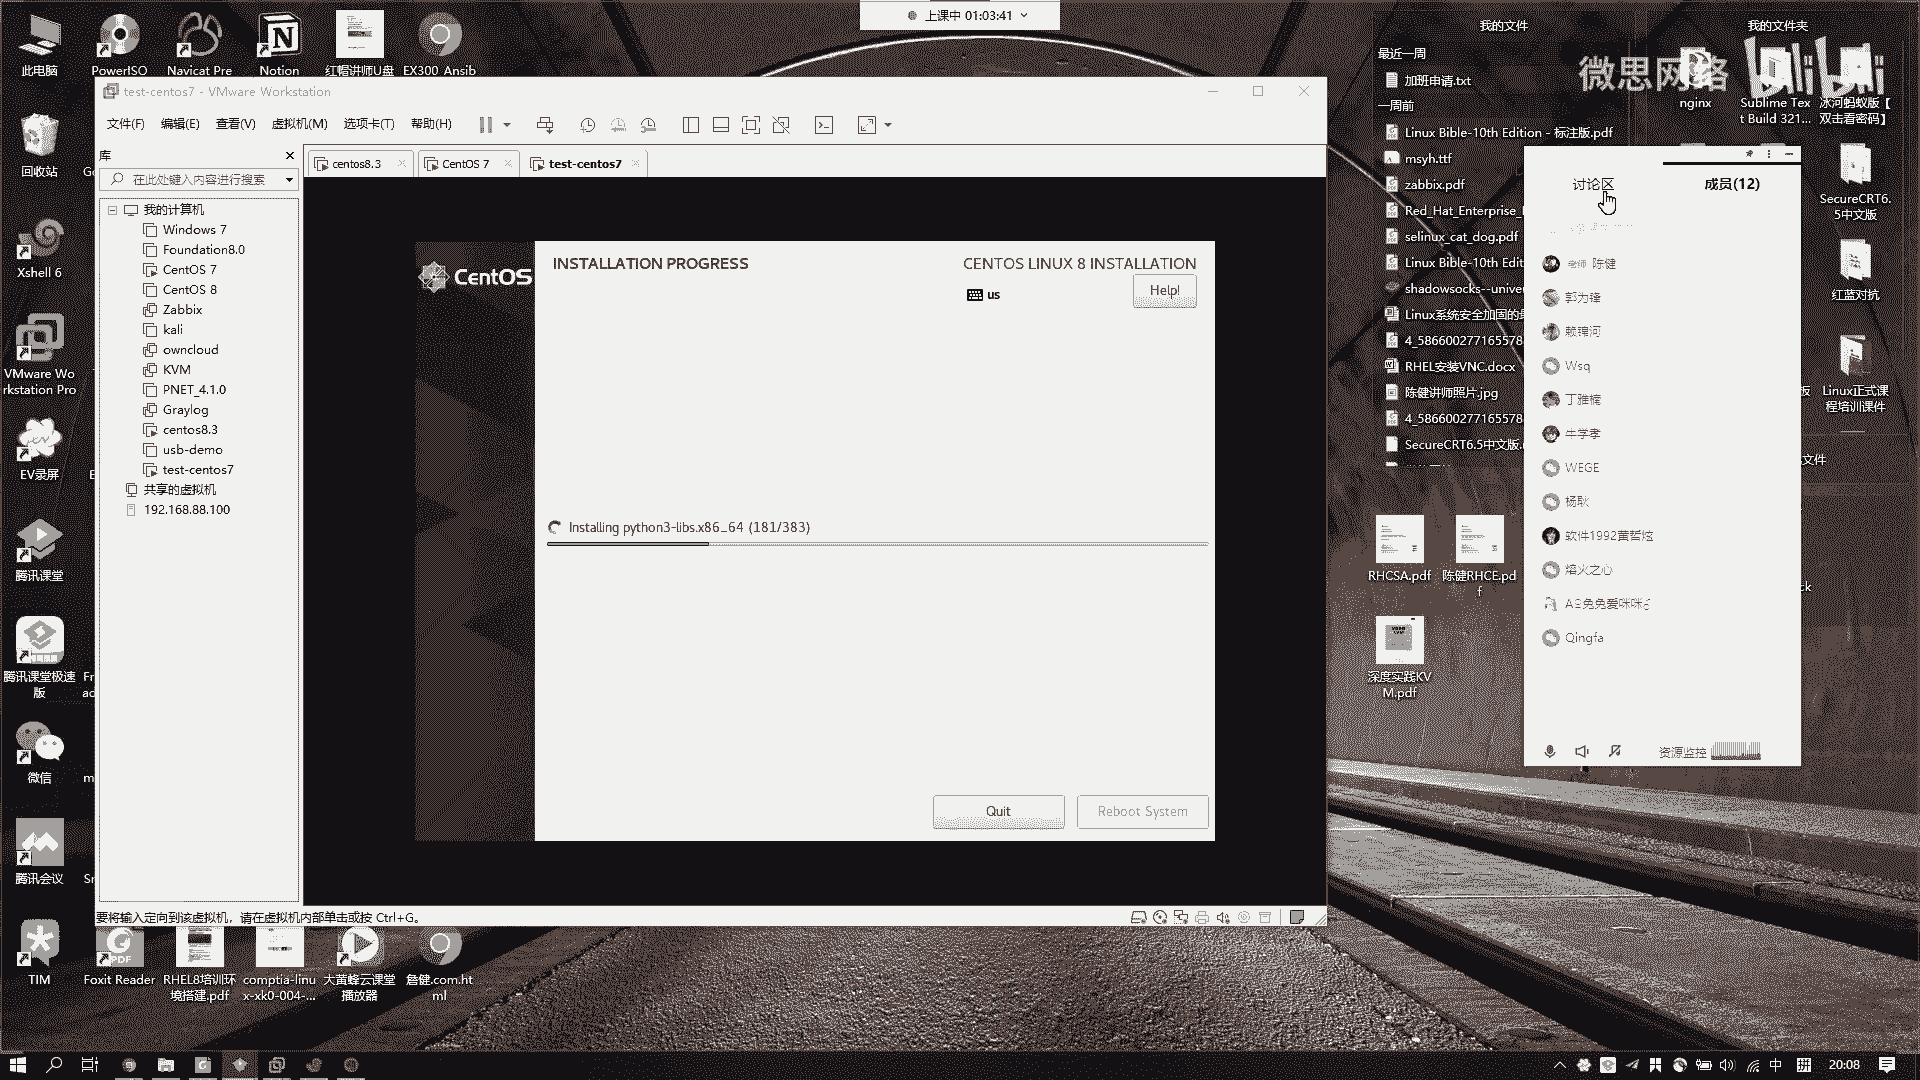 上课中 01:03:41
此电脑
PowerISO
Navicat Pre
Notion
红帽讲师U盘
EX300_Ansib
回收站
Xshell 6
VMware Wo
rkstation Pro
EV录屏
腾讯课堂
腾讯课堂极速
版
微信
腾讯会议
TIM
test-centos7 - VMware Workstation
文件(F) 编辑(E) 查看(V) 虚拟机(M) 选项卡(T) 帮助(H)
库
在此处键入内容进行搜索
我的计算机
Windows 7
Foundation8.0
CentOS 7
CentOS 8
Zabbix
kali
owncloud
KVM
PNET_4.1.0
Graylog
centos8.3
usb-demo
test-centos7
共享的虚拟机
192.168.88.100
centos8.3
CentOS 7
test-centos7
CentOS
INSTALLATION PROGRESS
CENTOS LINUX 8 INSTALLATION
us
Help!
Installing python3-libs.x86_64 (181/383)
Quit
Reboot System
要将输入定向到该虚拟机，请在虚拟机内部单击或按 Ctrl+G。
Foxit Reader
RHEL8培训环
境搭建.pdf
comptia-linu
x-xk0-004-...
大黄蜂云课堂
播放器
詹健.com.ht
ml
我的文件
最近一周
加班申请.txt
一周前
Linux Bible-10th Edition - 标注版.pdf
msyh.ttf
zabbix.pdf
Red_Hat_Enterprise_
selinux_cat_dog.pdf
Linux Bible-10th Edit
shadowsocks--univer
Linux系统安全加固的
4_586600277165578
RHEL安装VNC.docx
陈健讲师照片.jpg
4_586600277165578
SecureCRT6.5中文版.
RHCSA.pdf
陈健RHCE.pd
f
深度实践KV
M.pdf
我的文件夹
微思网络
bilibili
nginx
Sublime Tex
t Build 321...
冰河蚂蚁版【
双击看密码】
SecureCRT6.
5中文版
红蓝对抗
Linux正式课
程培训课件
文件
ck
讨论区
成员(12)
老师 陈健
郭为锋
赖锦河
Wsq
丁雅楠
牛学孝
WEGE
杨耿
软件1992黄哲炫
焰火之心
Qingfa
资源监控
中
拼
20:08